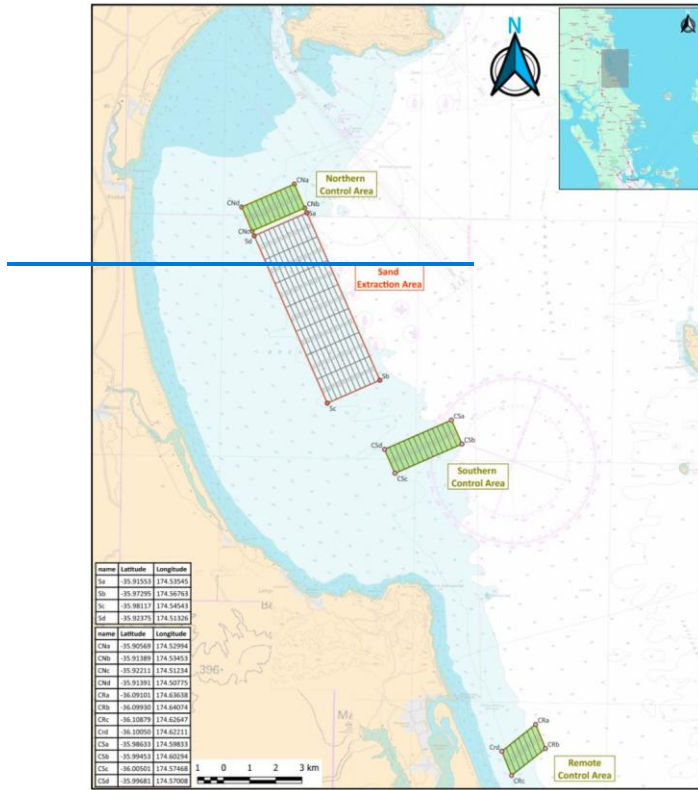 N
CNa
Northern
Control Area
CNd
CNb
Sa
CNd
Sd
Sand
Extraction Area
Sb
Sc
CSa
CSd
CSb
CSc
Southern
Control Area
name Latitude Longitude
Sa -35.91553 174.53545
Sb -35.97295 174.56763
Sc -35.98117 174.54543
Sd -35.92375 174.51326
name Latitude Longitude
CNa -35.90569 174.52994
CNb -35.91389 174.53453
CNc -35.92211 174.51234
CNd -35.91391 174.50775
CRa -36.09101 174.63638
CRb -36.09930 174.64074
CRc -36.10879 174.62647
Crd -36.10050 174.62211
CSa -35.98633 174.59833
CSb -35.99453 174.60294
CSc -36.00501 174.57468
CSd -35.99681 174.57008
396
1 0 1 2 3 km
CRa
Crd
CRb
CRc
Remote
Control Area